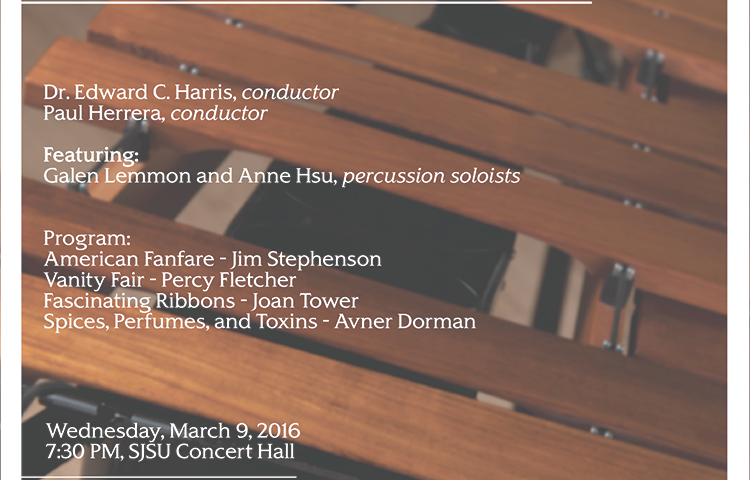 Dr. Edward C. Harris, conductor
Paul Herrera, conductor
Featuring:
Galen Lemmon and Anne Hsu, percussion soloists
Program:
American Fanfare - Jim Stephenson
Vanity Fair - Percy Fletcher
Fascinating Ribbons - Joan Tower
Spices, Perfumes, and Toxins - Avner Dorman
Wednesday, March 9, 2016
7:30 PM, SJSU Concert Hall